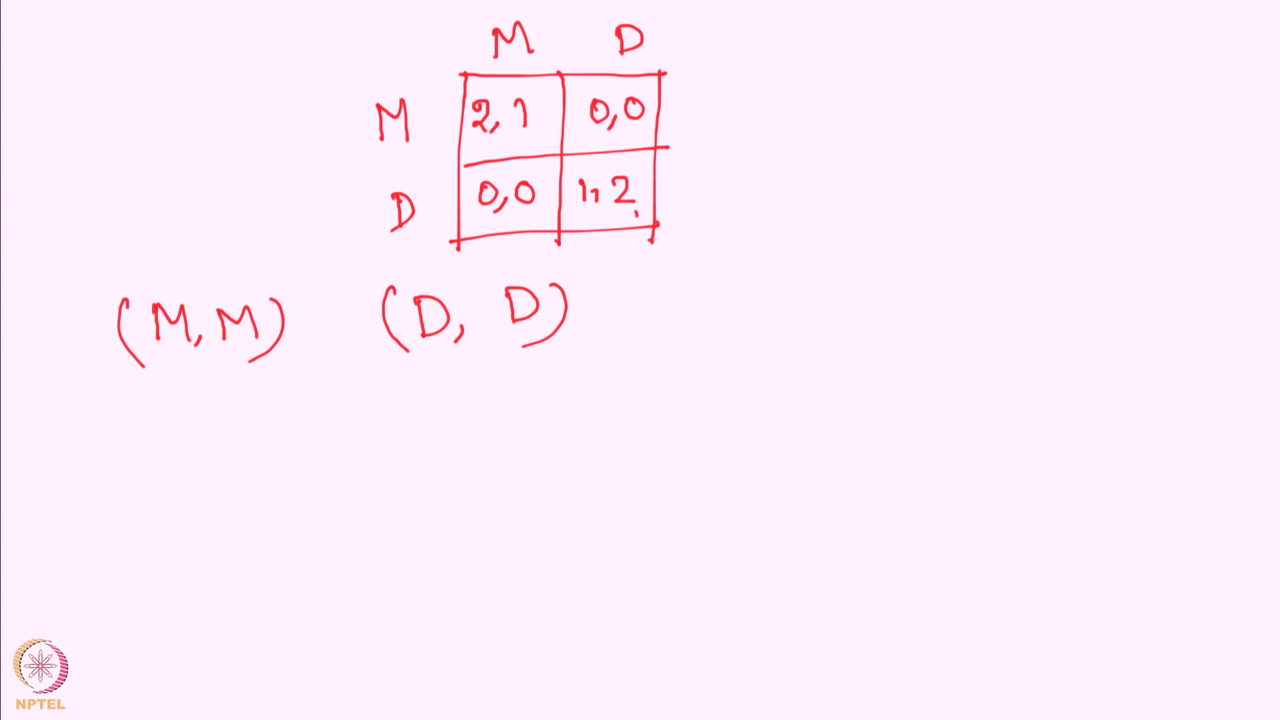 M D
M 2,1 0,0
D 0,0 1,2
(M,M) (D, D)
NPTEL